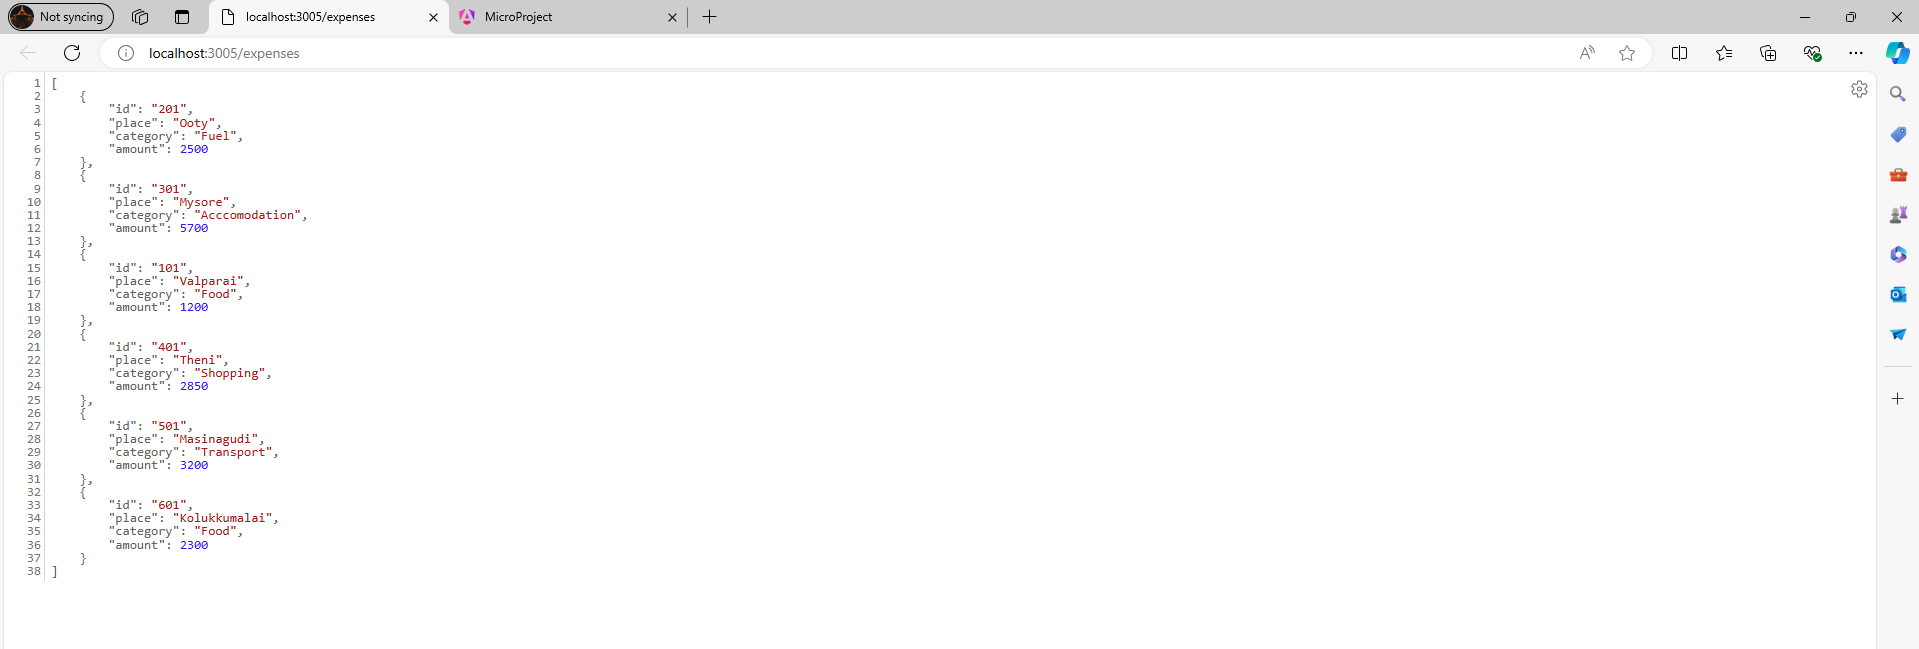 Not syncing
localhost:3005/expenses
MicroProject
localhost:3005/expenses
1 [
2 {
3 "id": "201",
4 "place": "Ooty",
5 "category": "Fuel",
6 "amount": 2500
7 },
8 {
9 "id": "301",
10 "place": "Mysore",
11 "category": "Acccomodation",
12 "amount": 5700
13 },
14 {
15 "id": "101",
16 "place": "Valparai",
17 "category": "Food",
18 "amount": 1200
19 },
20 {
21 "id": "401",
22 "place": "Theni",
23 "category": "Shopping",
24 "amount": 2850
25 },
26 {
27 "id": "501",
28 "place": "Masinagudi",
29 "category": "Transport",
30 "amount": 3200
31 },
32 {
33 "id": "601",
34 "place": "Kolukkumalai",
35 "category": "Food",
36 "amount": 2300
37 }
38 ]